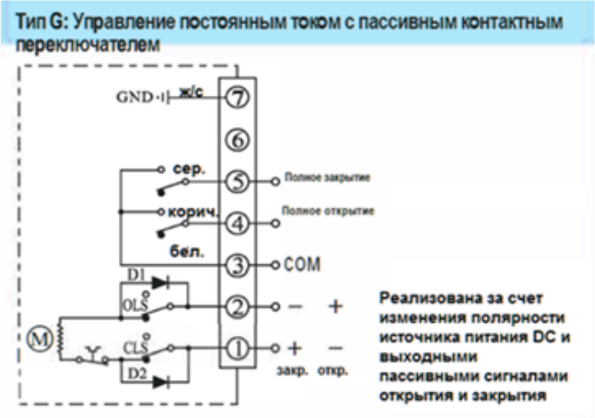 Тип G: Управление постоянным током с пассивным контактным
переключателем
GND ж/с 7
6
сер. 5 Полное закрытие
корич. 4 Полное открытие
бел. 3 COM
D1
OLS 2 − +
M
CLS 1 + −
D2 закр. откр.
Реализована за счет
изменения полярности
источника питания DC и
выходными
пассивными сигналами
открытия и закрытия